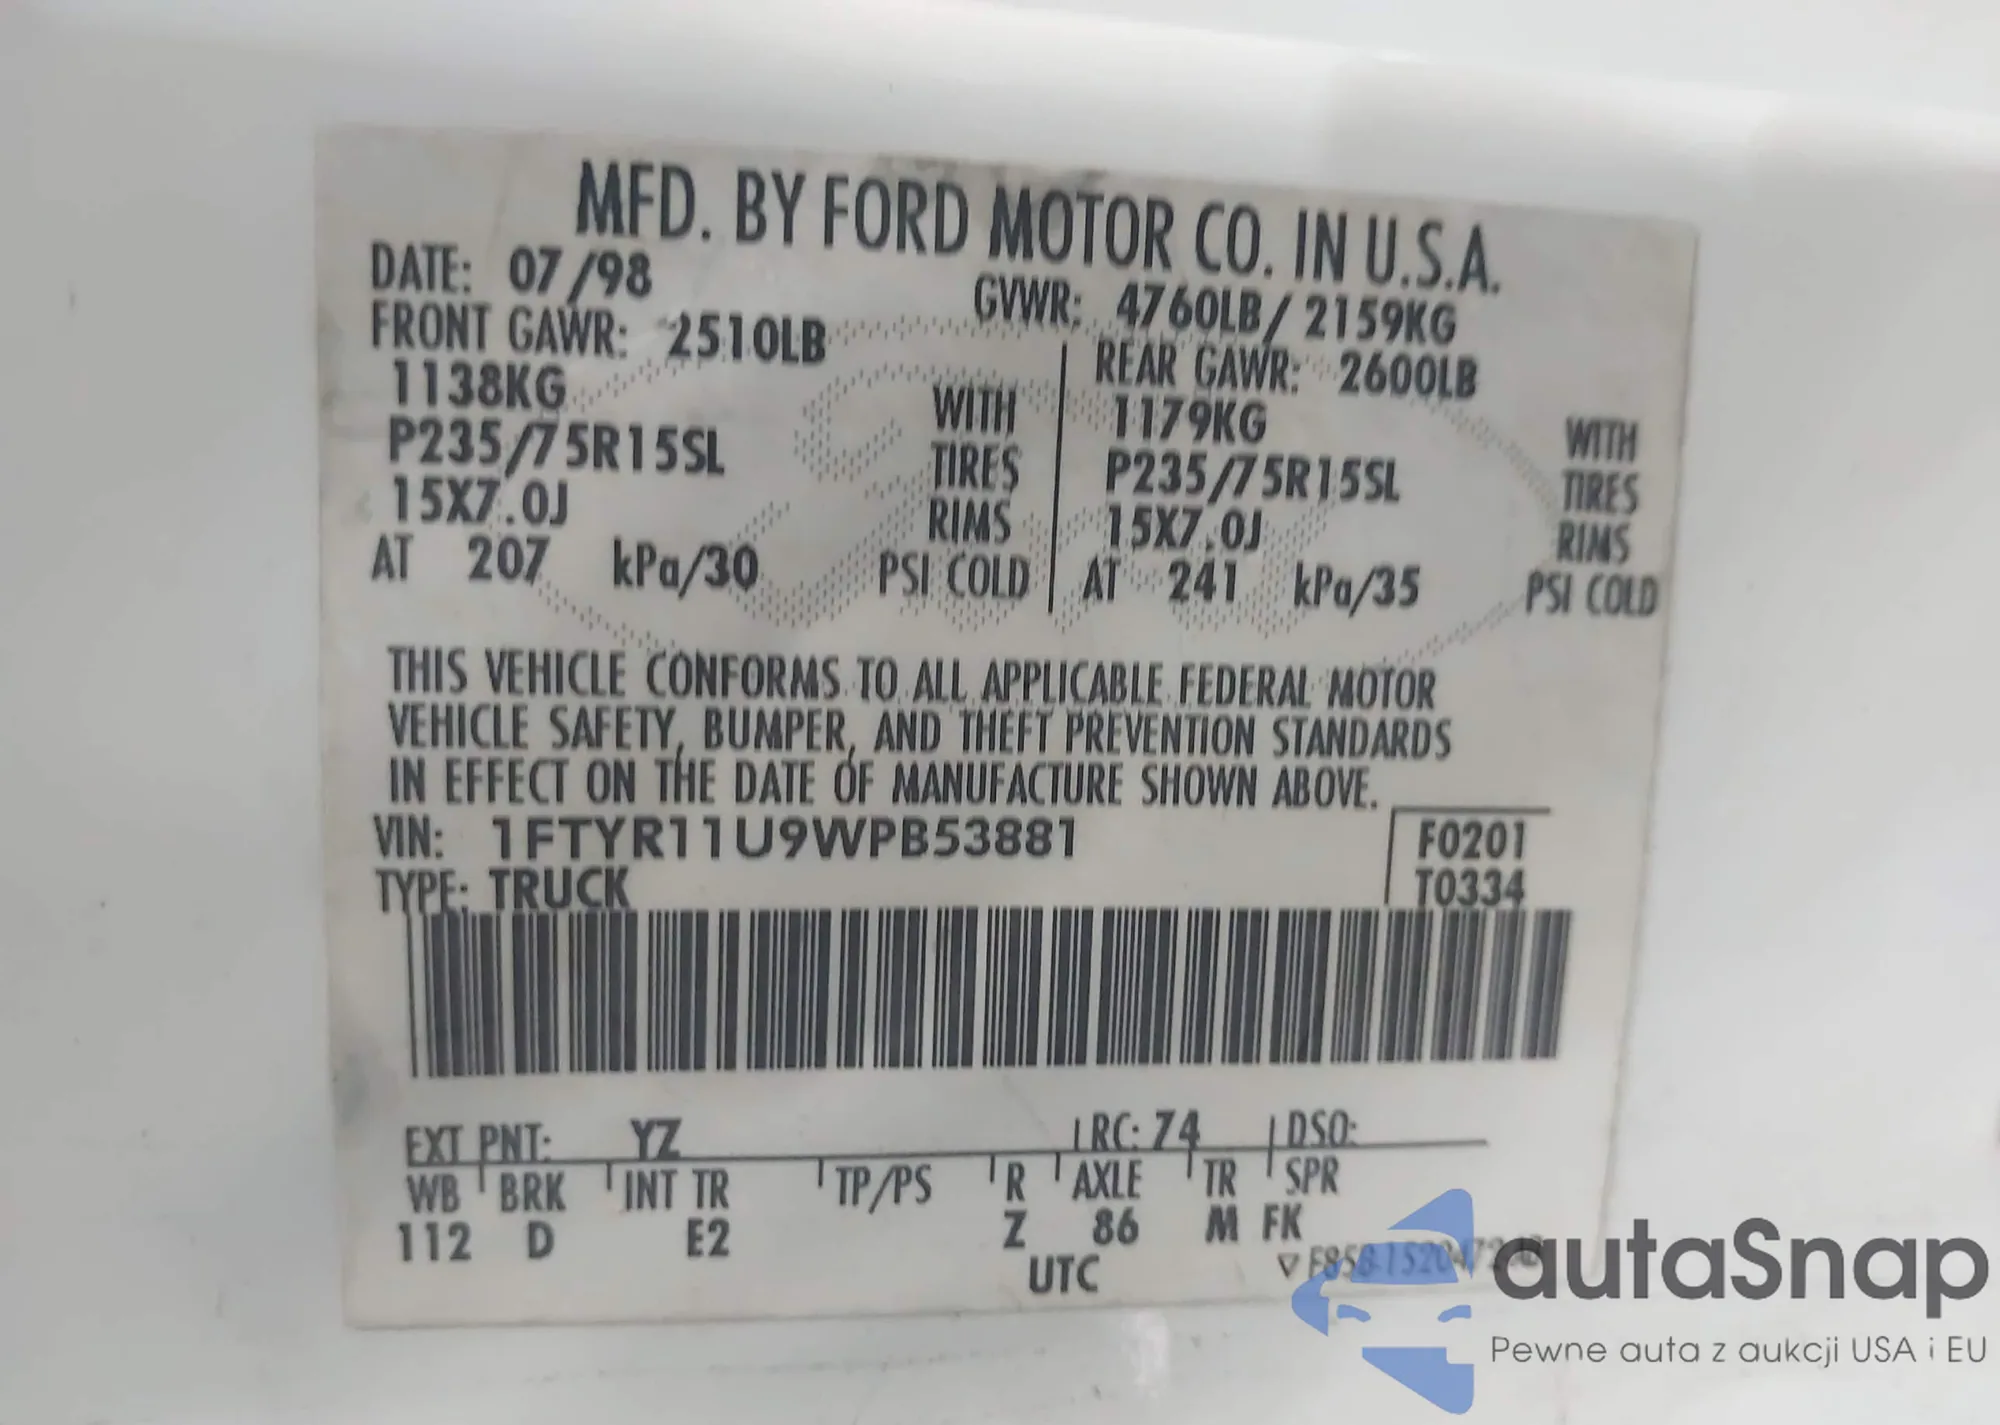 MFD. BY FORD MOTOR CO. IN U.S.A.
DATE: 07/98 GVWR: 4760LB/2159KG
FRONT GAWR: 2510LB REAR GAWR: 2600LB
1138KG WITH 1179KG WITH
P235/75R15SL TIRES P235/75R15SL TIRES
15X7.0J RIMS 15X7.0J RIMS
AT 207 kPa/30 PSI COLD AT 241 kPa/35 PSI COLD
THIS VEHICLE CONFORMS TO ALL APPLICABLE FEDERAL MOTOR
VEHICLE SAFETY, BUMPER, AND THEFT PREVENTION STANDARDS
IN EFFECT ON THE DATE OF MANUFACTURE SHOWN ABOVE.
VIN: 1FTYR11U9WPB53881 F0201
TYPE: TRUCK T0334
EXT PNT: YZ RC: 74 DSO:
WB BRK INT TR TP/PS R AXLE TR SPR
112 D E2 Z 86 M FK
UTC
autaSnap
Pewne auta z aukcji USA i EU